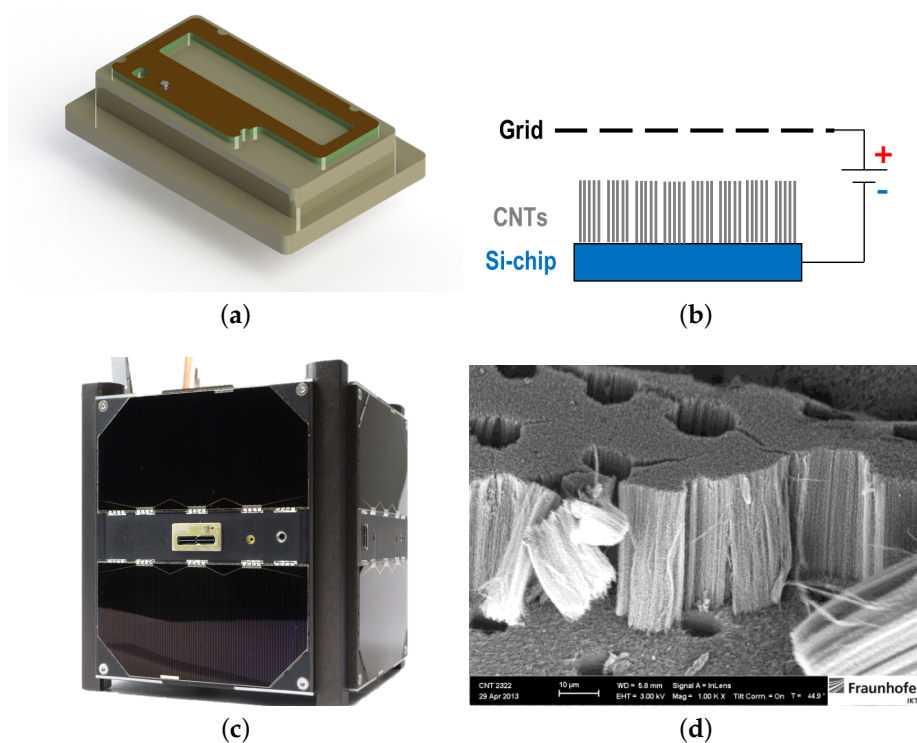 Grid
+
CNTs
-
Si-chip
(a)
(b)
CNT 2322
29 Apr 2013
10 µm
WD = 5.8 mm
EHT = 3.00 kV
Signal A = InLens
Mag = 1.00 K X
Tilt Corrn. = On
T = 44.9 °
Fraunhofer
IKT
(c)
(d)